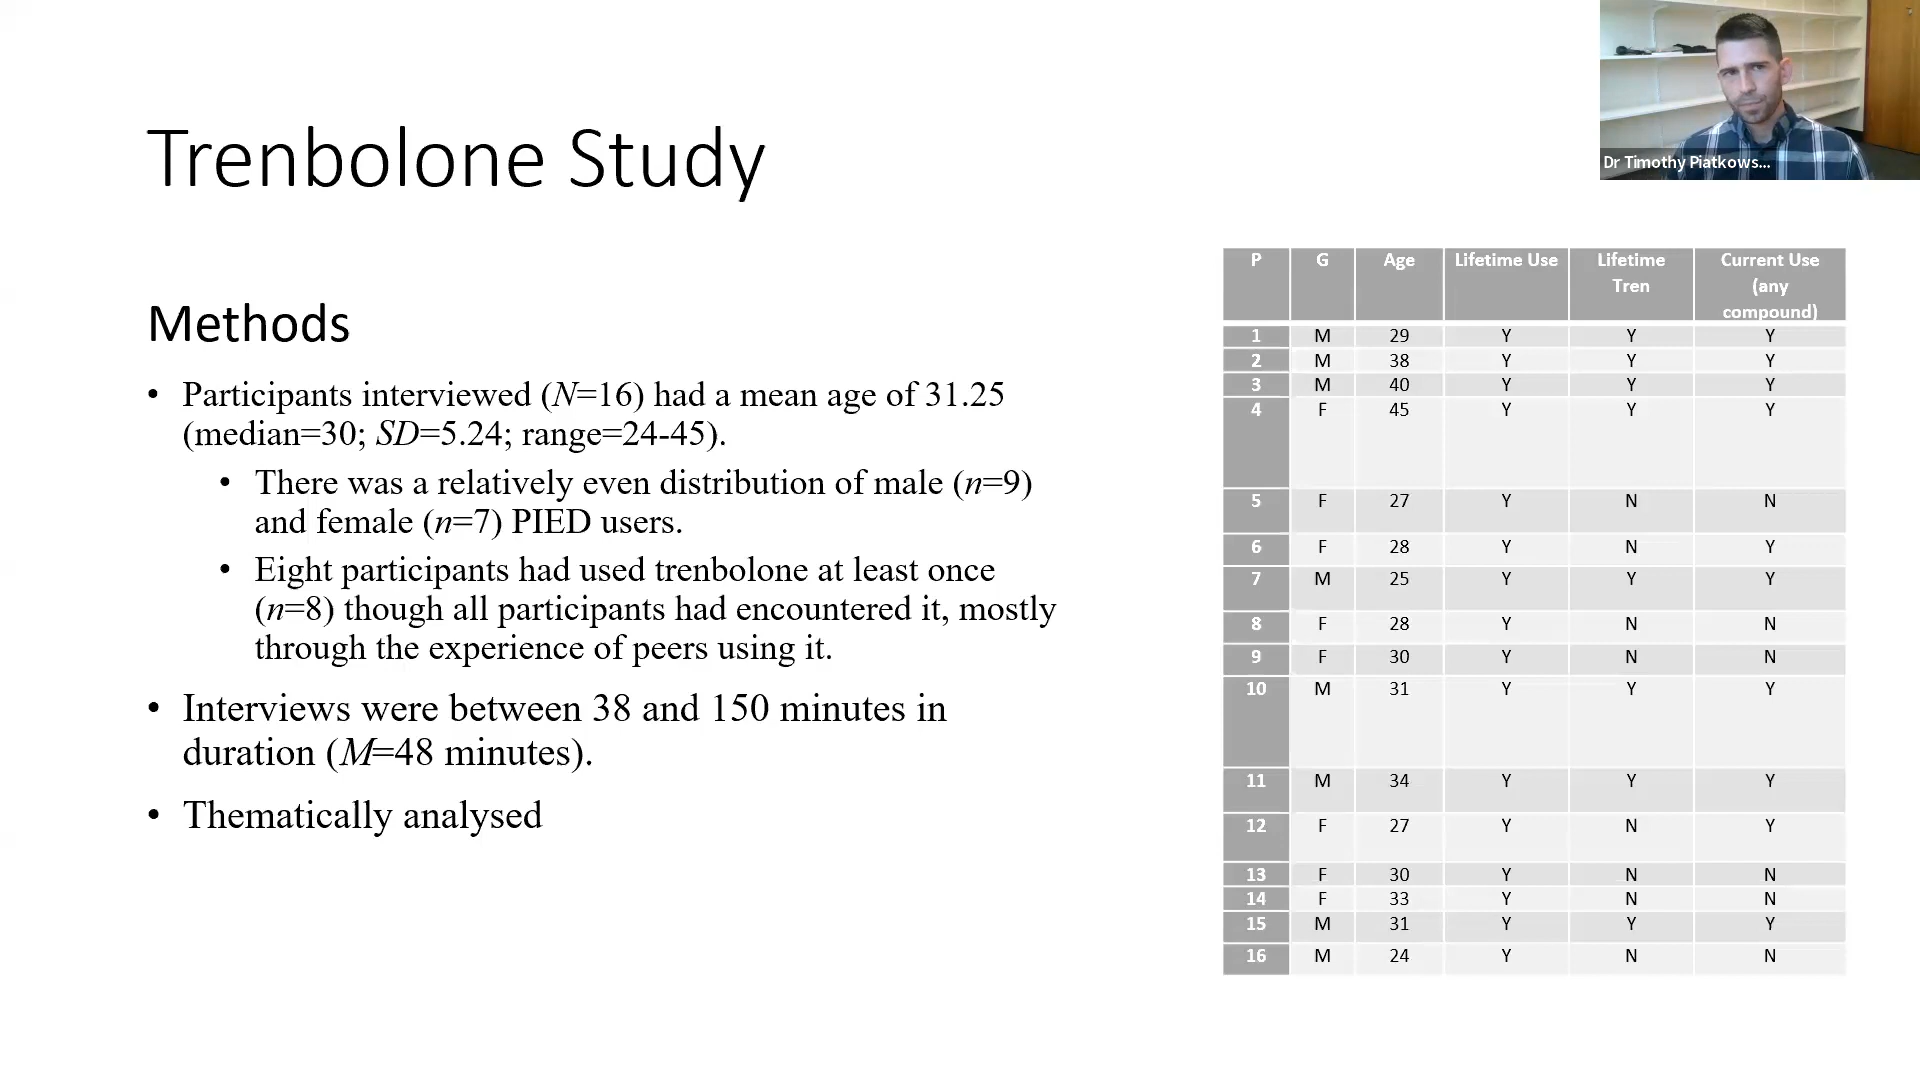 Trenbolone Study
Dr Timothy Piatkows...
Methods
• Participants interviewed (N=16) had a mean age of 31.25
(median=30; SD=5.24; range=24-45).
• There was a relatively even distribution of male (n=9)
and female (n=7) PIED users.
• Eight participants had used trenbolone at least once
(n=8) though all participants had encountered it, mostly
through the experience of peers using it.
• Interviews were between 38 and 150 minutes in
duration (M=48 minutes).
• Thematically analysed
P G Age Lifetime Use Lifetime Current Use
Tren (any
compound)
1 M 29 Y Y Y
2 M 38 Y Y Y
3 M 40 Y Y Y
4 F 45 Y Y Y
5 F 27 Y N N
6 F 28 Y N Y
7 M 25 Y Y Y
8 F 28 Y N N
9 F 30 Y N N
10 M 31 Y Y Y
11 M 34 Y Y Y
12 F 27 Y N Y
13 F 30 Y N N
14 F 33 Y N N
15 M 31 Y Y Y
16 M 24 Y N N